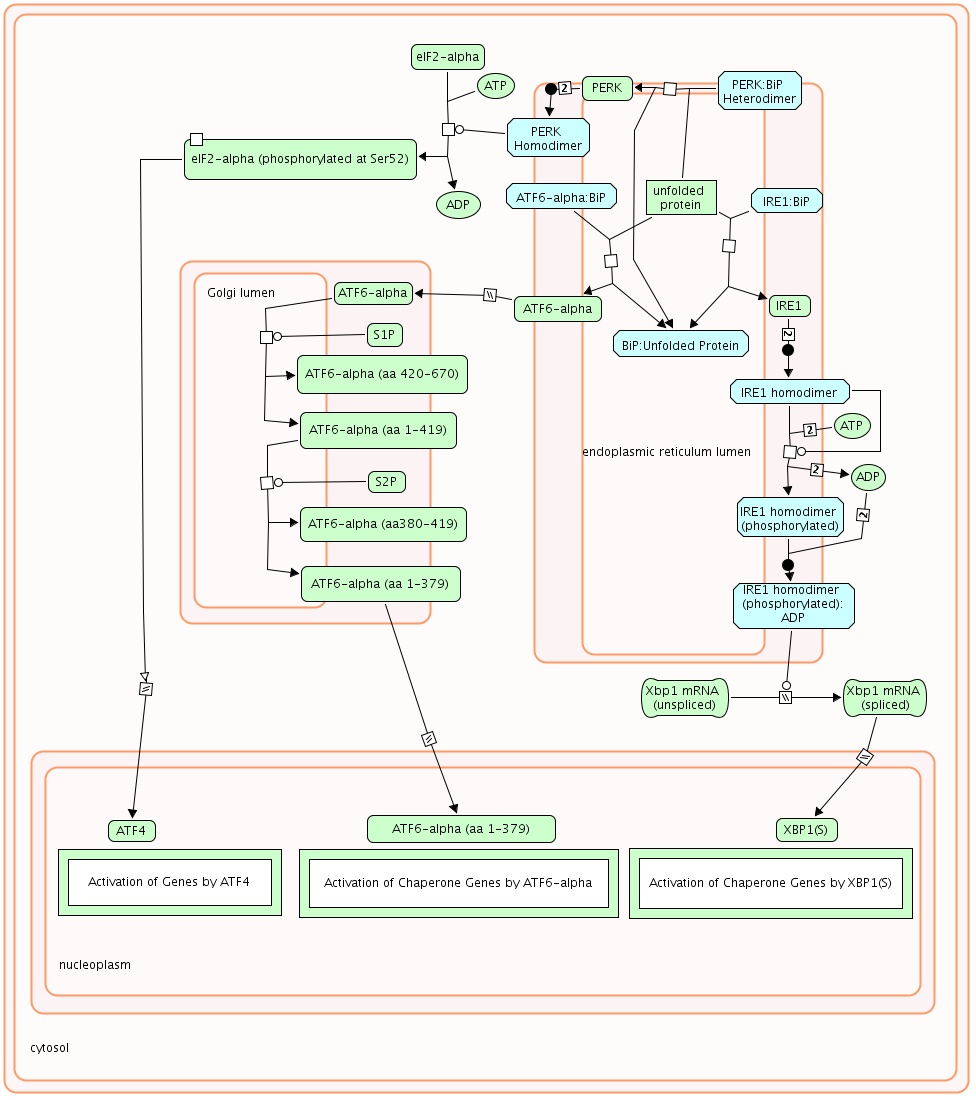 eIF2-alpha
ATP
2
PERK
PERK:BiP
Heterodimer
PERK
Homodimer
eIF2-alpha (phosphorylated at Ser52)
ADP
ATF6-alpha:BiP
unfolded
protein
IRE1:BiP
Golgi lumen
ATF6-alpha
ATF6-alpha
IRE1
S1P
2
BiP:Unfolded Protein
ATF6-alpha (aa 420-670)
IRE1 homodimer
ATF6-alpha (aa 1-419)
2
ATP
endoplasmic reticulum lumen
S2P
2
ADP
ATF6-alpha (aa380-419)
IRE1 homodimer
(phosphorylated)
2
ATF6-alpha (aa 1-379)
IRE1 homodimer
(phosphorylated):
ADP
Xbp1 mRNA
(unspliced)
Xbp1 mRNA
(spliced)
ATF4
ATF6-alpha (aa 1-379)
XBP1(S)
Activation of Genes by ATF4
Activation of Chaperone Genes by ATF6-alpha
Activation of Chaperone Genes by XBP1(S)
nucleoplasm
cytosol